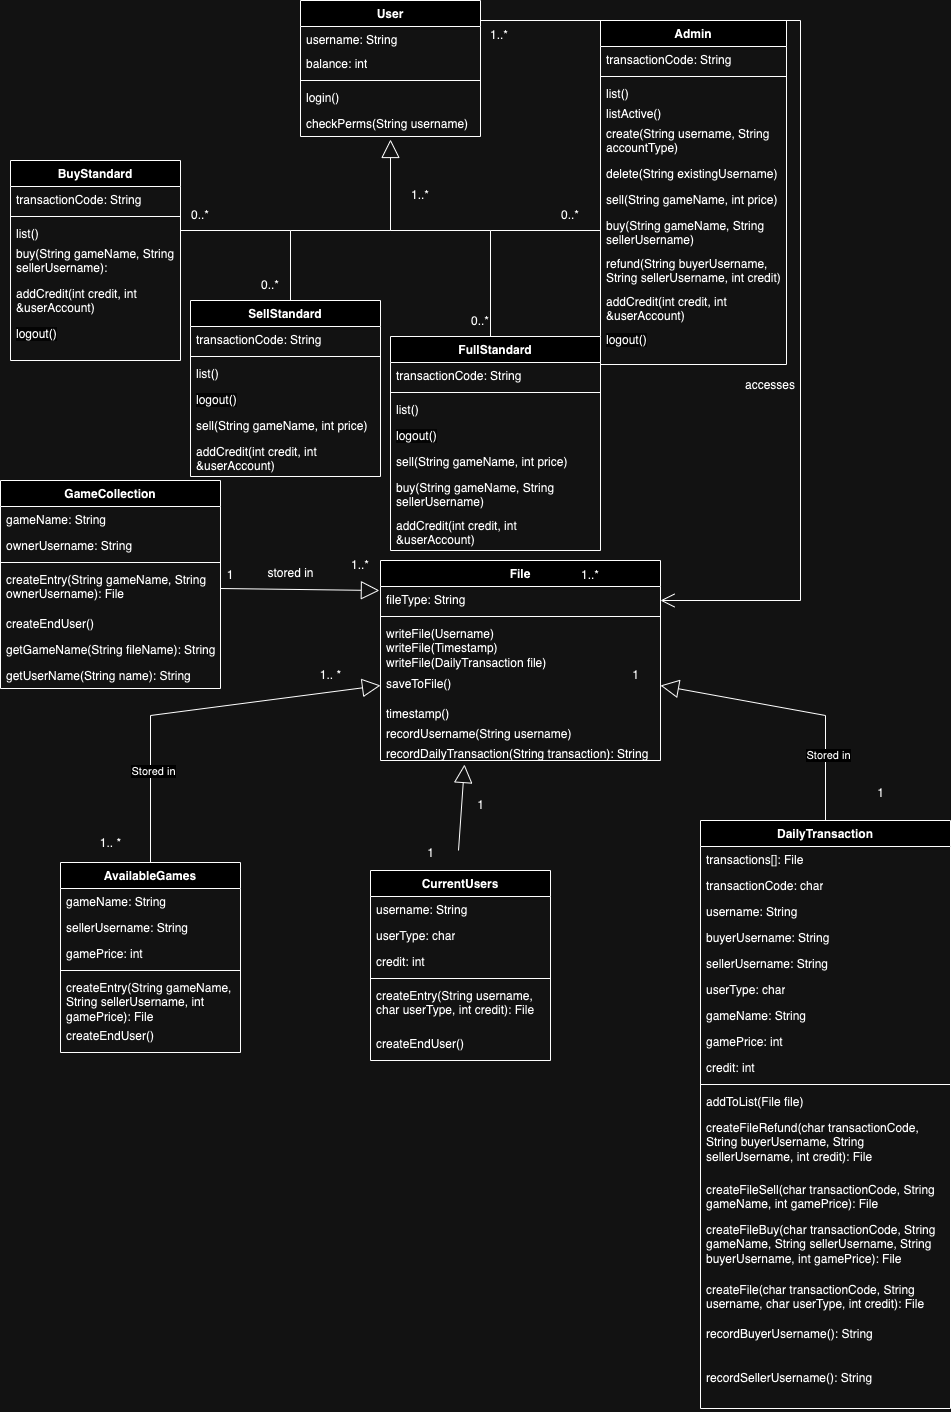 User
username: String
balance: int
login()
checkPerms(String username)
1..*
Admin
transactionCode: String
list()
listActive()
create(String username, String
accountType)
delete(String existingUsername)
sell(String gameName, int price)
buy(String gameName, String
sellerUsername)
refund(String buyerUsername,
String sellerUsername, int credit)
addCredit(int credit, int
&userAccount)
logout()
accesses
BuyStandard
transactionCode: String
list()
buy(String gameName, String
sellerUsername):
addCredit(int credit, int
&userAccount)
logout()
0..*
1..*
0..*
0..*
0..*
SellStandard
transactionCode: String
list()
logout()
sell(String gameName, int price)
addCredit(int credit, int
&userAccount)
FullStandard
transactionCode: String
list()
logout()
sell(String gameName, int price)
buy(String gameName, String
sellerUsername)
addCredit(int credit, int
&userAccount)
GameCollection
gameName: String
ownerUsername: String
createEntry(String gameName, String
ownerUsername): File
createEndUser()
getGameName(String fileName): String
getUserName(String name): String
1
stored in
1..*
File
1..*
fileType: String
writeFile(Username)
writeFile(Timestamp)
writeFile(DailyTransaction file)
saveToFile()
timestamp()
recordUsername(String username)
recordDailyTransaction(String transaction): String
1.. *
1
Stored in
1.. *
1
1
Stored in
1
AvailableGames
gameName: String
sellerUsername: String
gamePrice: int
createEntry(String gameName,
String sellerUsername, int
gamePrice): File
createEndUser()
CurrentUsers
username: String
userType: char
credit: int
createEntry(String username,
char userType, int credit): File
createEndUser()
DailyTransaction
transactions[]: File
transactionCode: char
username: String
buyerUsername: String
sellerUsername: String
userType: char
gameName: String
gamePrice: int
credit: int
addToList(File file)
createFileRefund(char transactionCode,
String buyerUsername, String
sellerUsername, int credit): File
createFileSell(char transactionCode, String
gameName, int gamePrice): File
createFileBuy(char transactionCode, String
gameName, String sellerUsername, String
buyerUsername, int gamePrice): File
createFile(char transactionCode, String
username, char userType, int credit): File
recordBuyerUsername(): String
recordSellerUsername(): String